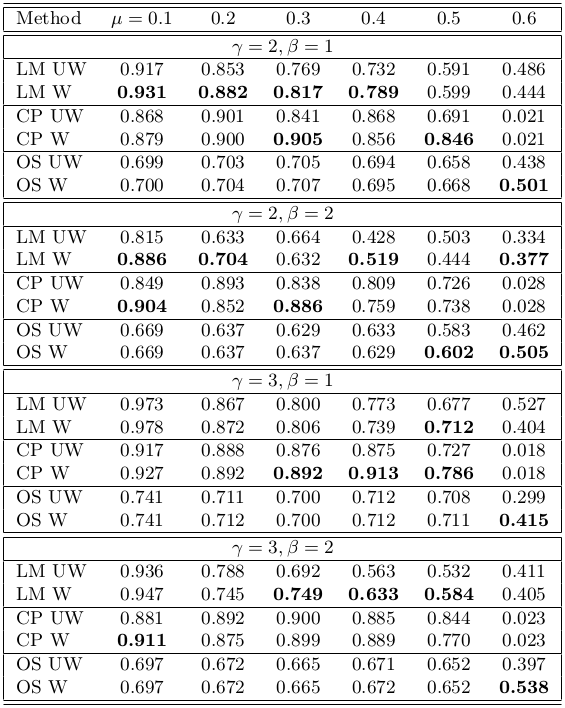 Method μ = 0.1 0.2 0.3 0.4 0.5 0.6
γ = 2, β = 1
LM UW 0.917 0.853 0.769 0.732 0.591 0.486
LM W 0.931 0.882 0.817 0.789 0.599 0.444
CP UW 0.868 0.901 0.841 0.868 0.691 0.021
CP W 0.879 0.900 0.905 0.856 0.846 0.021
OS UW 0.699 0.703 0.705 0.694 0.658 0.438
OS W 0.700 0.704 0.707 0.695 0.668 0.501
γ = 2, β = 2
LM UW 0.815 0.633 0.664 0.428 0.503 0.334
LM W 0.886 0.704 0.632 0.519 0.444 0.377
CP UW 0.849 0.893 0.838 0.809 0.726 0.028
CP W 0.904 0.852 0.886 0.759 0.738 0.028
OS UW 0.669 0.637 0.629 0.633 0.583 0.462
OS W 0.669 0.637 0.637 0.629 0.602 0.505
γ = 3, β = 1
LM UW 0.973 0.867 0.800 0.773 0.677 0.527
LM W 0.978 0.872 0.806 0.739 0.712 0.404
CP UW 0.917 0.888 0.876 0.875 0.727 0.018
CP W 0.927 0.892 0.892 0.913 0.786 0.018
OS UW 0.741 0.711 0.700 0.712 0.708 0.299
OS W 0.741 0.712 0.700 0.712 0.711 0.415
γ = 3, β = 2
LM UW 0.936 0.788 0.692 0.563 0.532 0.411
LM W 0.947 0.745 0.749 0.633 0.584 0.405
CP UW 0.881 0.892 0.900 0.885 0.844 0.023
CP W 0.911 0.875 0.899 0.889 0.770 0.023
OS UW 0.697 0.672 0.665 0.671 0.652 0.397
OS W 0.697 0.672 0.665 0.672 0.652 0.538